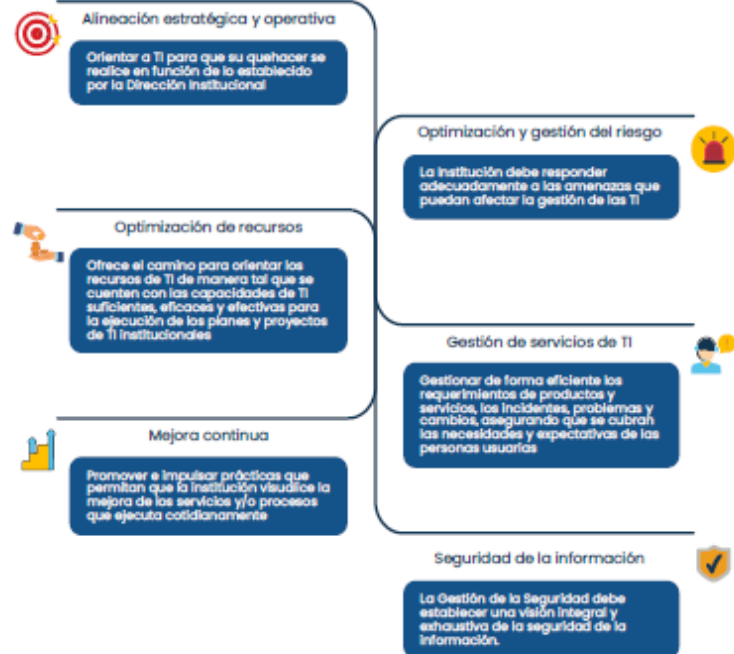 Alineación estratégica y operativa
Orientar a TI para que su quehacer se
realice en función de lo establecido
por la Dirección Institucional
Optimización y gestión del riesgo
La institución debe responder
adecuadamente a las amenazas que
puedan afectar la gestión de las TI
Optimización de recursos
Ofrece el camino para orientar los
recursos de TI de manera tal que se
cuenten con las capacidades de TI
suficientes, eficaces y efectivas para
la ejecución de los planes y proyectos
de TI institucionales
Gestión de servicios de TI
Gestionar de forma eficiente los
requerimientos de productos y
servicios, los incidentes, problemas y
cambios, asegurando que se cubran
las necesidades y expectativas de las
personas usuarias
Mejora continua
Promover e impulsar prácticas que
permitan que la institución visualice la
mejora de los servicios y/o procesos
que ejecuta cotidianamente
Seguridad de la información
La Gestión de la Seguridad debe
establecer una visión integral y
exhaustiva de la seguridad de la
información.